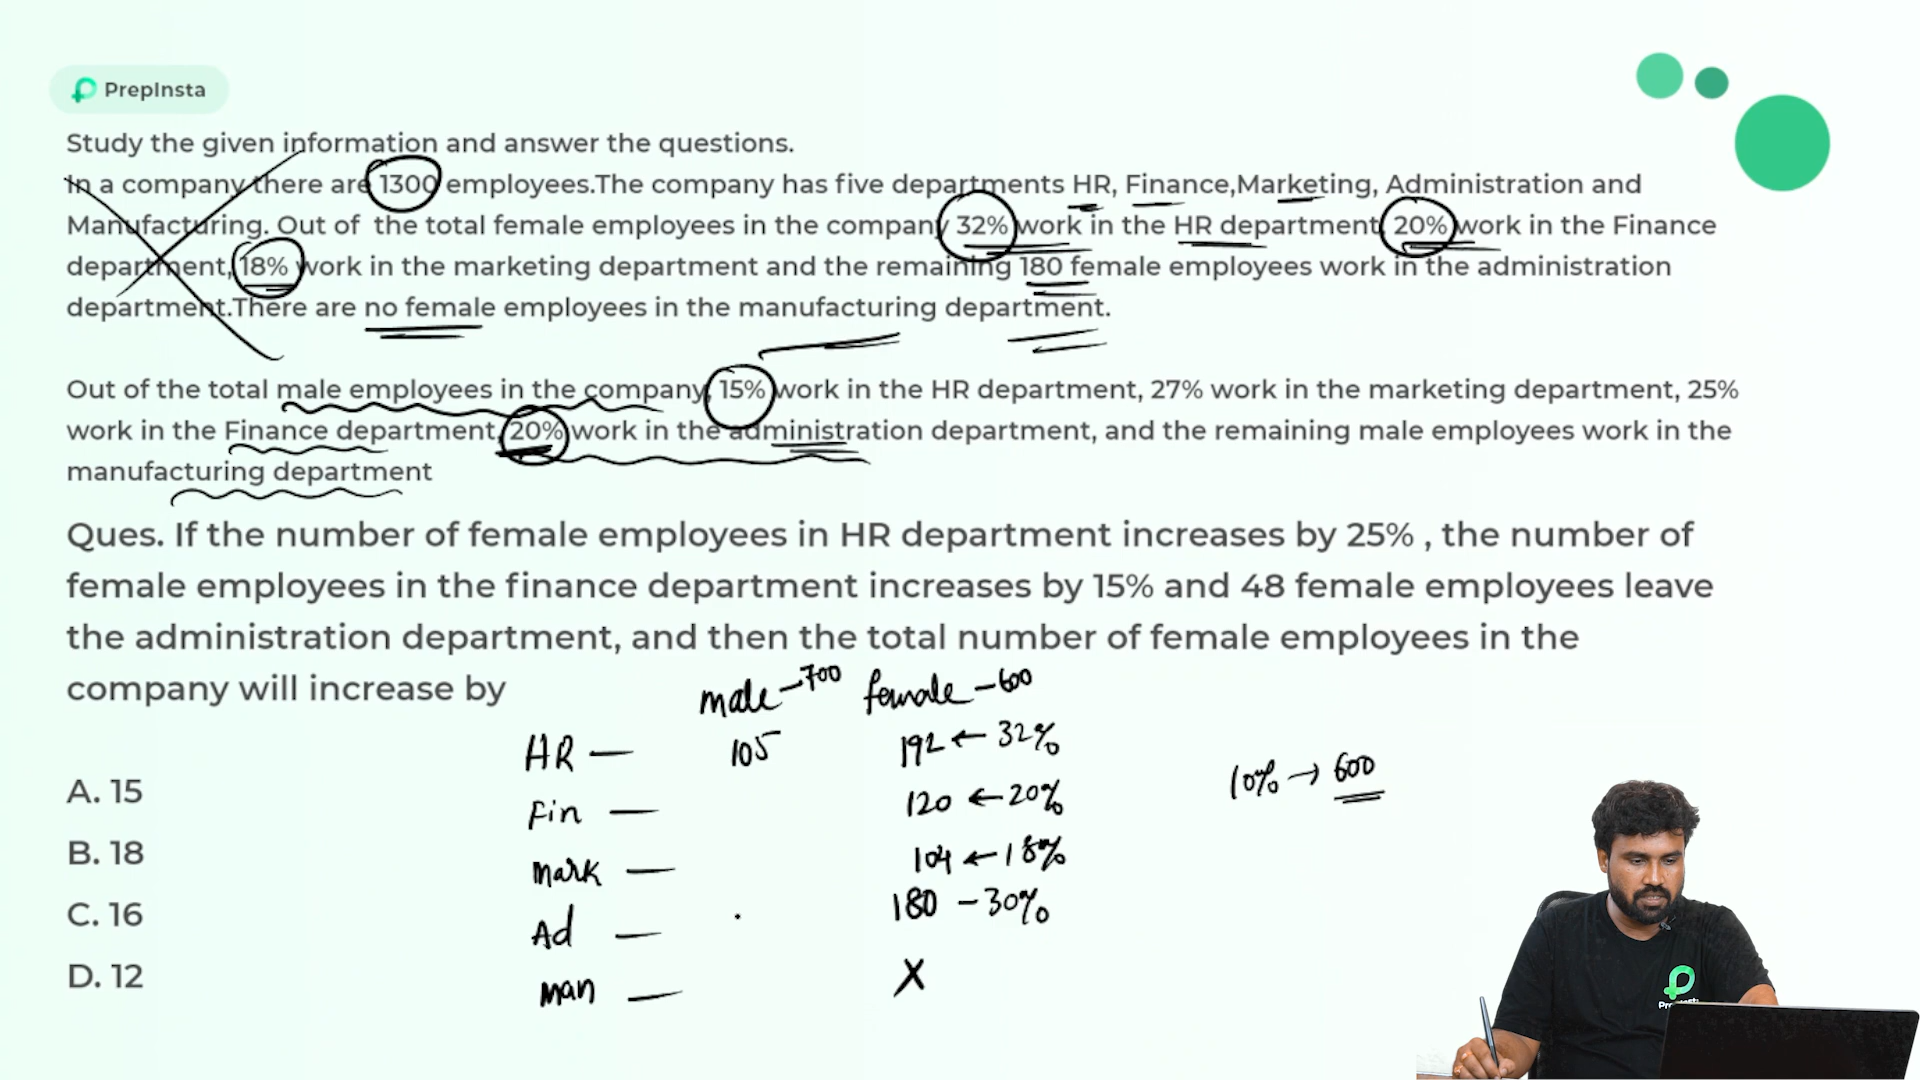 PrepInsta
Study the given information and answer the questions.
In a company there are 1300 employees.The company has five departments HR, Finance,Marketing, Administration and
Manufacturing. Out of the total female employees in the company 32% work in the HR department, 20% work in the Finance
department, 18% work in the marketing department and the remaining 180 female employees work in the administration
department.There are no female employees in the manufacturing department.
Out of the total male employees in the company, 15% work in the HR department, 27% work in the marketing department, 25%
work in the Finance department, 20% work in the administration department, and the remaining male employees work in the
manufacturing department
Ques. If the number of female employees in HR department increases by 25% , the number of
female employees in the finance department increases by 15% and 48 female employees leave
the administration department, and then the total number of female employees in the
company will increase by
male - 700 female - 600
HR — 105 192 ← 32%
Fin — 120 ← 20%
mark — 104 ← 18%
Ad — 180 - 30%
man — X
10% → 600
A. 15
B. 18
C. 16
D. 12